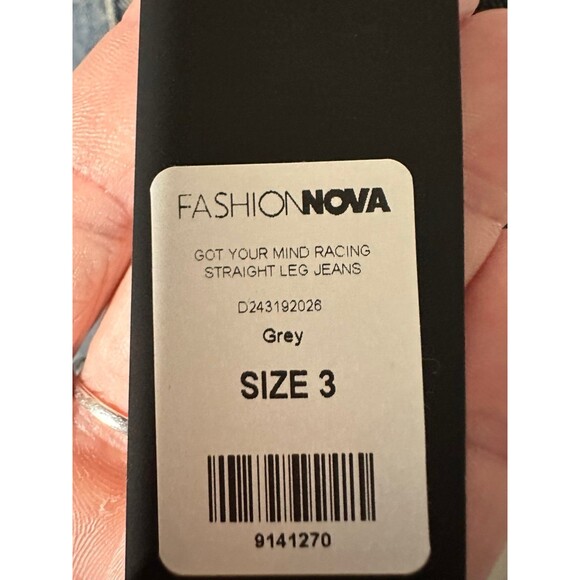 FASHIONNOVA
GOT YOUR MIND RACING
STRAIGHT LEG JEANS
D243192026
Grey
SIZE 3
9141270